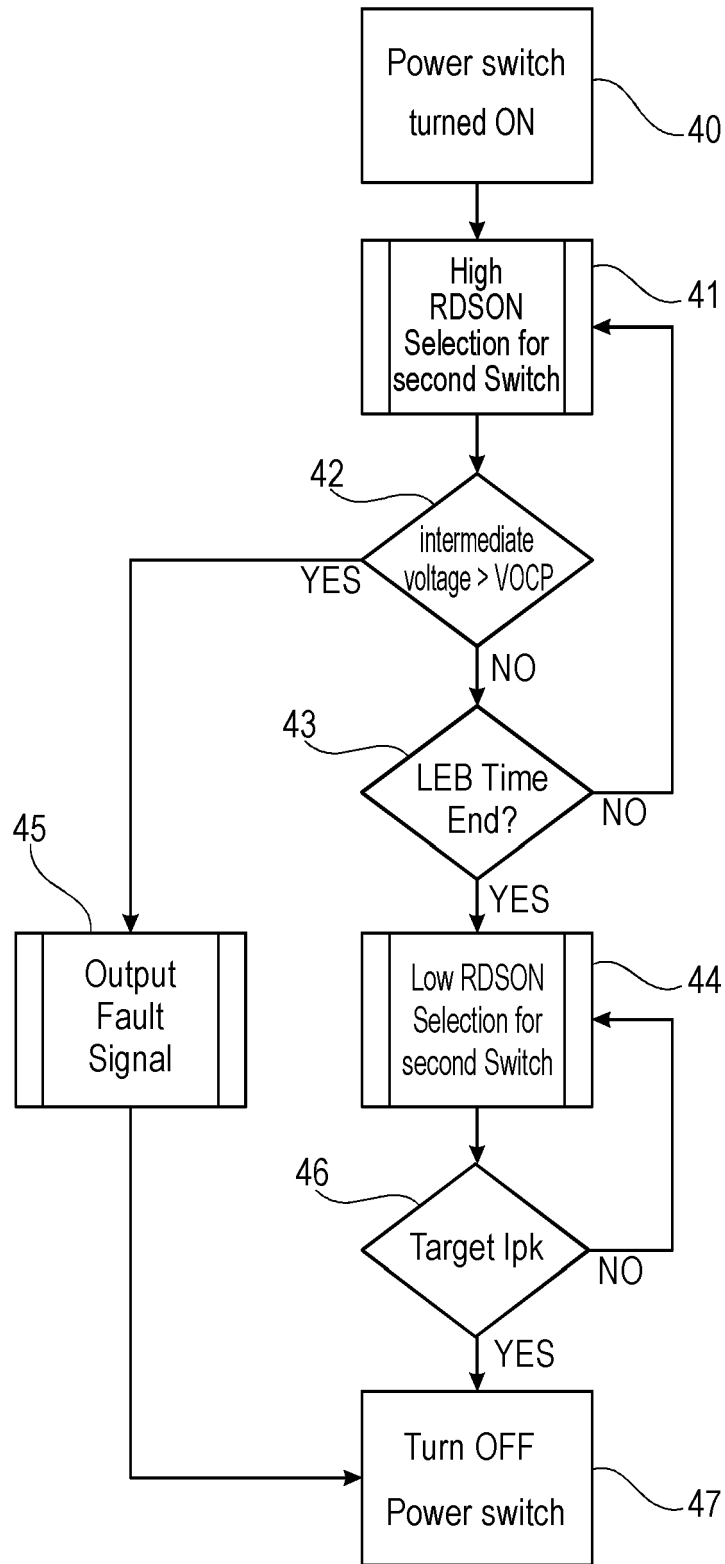 Power switch
turned ON
40
High
RDSON
Selection for
second Switch
41
42
intermediate
voltage > VOCP
YES
NO
43
LEB Time
End?
NO
YES
45
Output
Fault
Signal
Low RDSON
Selection for
second Switch
44
46
Target Ipk
NO
YES
Turn OFF
Power switch
47